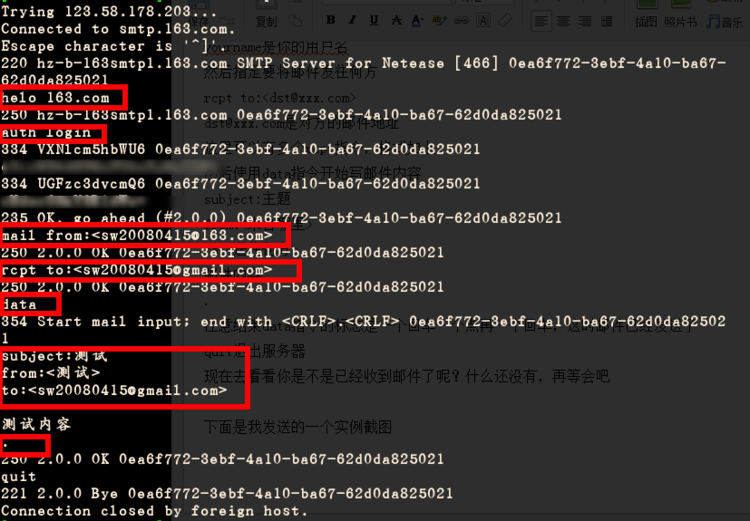 复制
B I U
插图
照片书
音乐
Trying 123.58.178.203...
Connected to smtp.163.com.
Escape character is '^]'.
username是你的用户名
220 hz-b-163smtp1.163.com SMTP Server for Netease [466] 0ea6f772-3ebf-4a10-ba67-
62d0da825021
然后指定要将邮件发往何方
helo 163.com
rcpt to:<dst@xxx.com>
250 hz-b-163smtp1.163.com 0ea6f772-3ebf-4a10-ba67-62d0da825021
dst@xxx.com是对方的邮件地址
auth login
334 VXNlcm5hbWU6 0ea6f772-3ebf-4a10-ba67-62d0da825021
使用data指令开始写邮件内容
334 UGFzc3dvcmQ6 0ea6f772-3ebf-4a10-ba67-62d0da825021
subject:主题
235 OK, go ahead (#2.0.0) 0ea6f772-3ebf-4a10-ba67-62d0da825021
mail from:<sw20080415@163.com>
250 2.0.0 OK 0ea6f772-3ebf-4a10-ba67-62d0da825021
rcpt to:<sw20080415@gmail.com>
250 2.0.0 OK 0ea6f772-3ebf-4a10-ba67-62d0da825021
data
354 Start mail input; end with <CRLF>.<CRLF> 0ea6f772-3ebf-4a10-ba67-62d0da82502
1
quit退出服务器
subject:测试
from:<测试>
现在去看看你是不是已经收到邮件了呢？什么还没有，再等会吧
to:<sw20080415@gmail.com>
测试内容
下面是我发送的一个实例截图
.
250 2.0.0 OK 0ea6f772-3ebf-4a10-ba67-62d0da825021
quit
221 2.0.0 Bye 0ea6f772-3ebf-4a10-ba67-62d0da825021
Connection closed by foreign host.